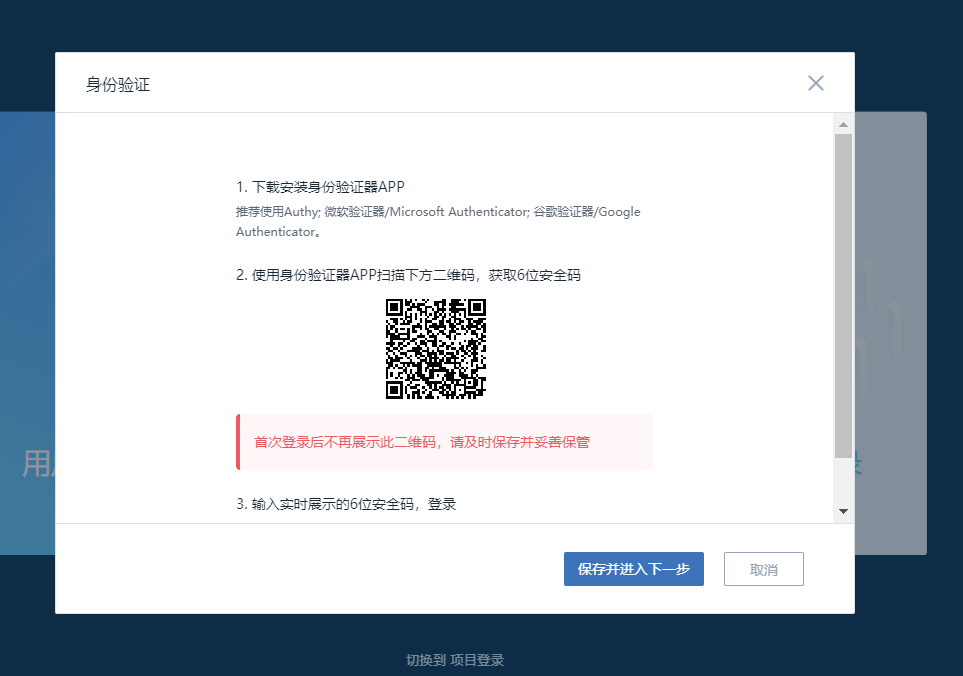 身份验证
1. 下载安装身份验证器APP
推荐使用Authy; 微软验证器/Microsoft Authenticator; 谷歌验证器/Google
Authenticator。
2. 使用身份验证器APP扫描下方二维码，获取6位安全码
首次登录后不再展示此二维码，请及时保存并妥善保管
用
3. 输入实时展示的6位安全码，登录
保存并进入下一步
取消
切换到 项目登录